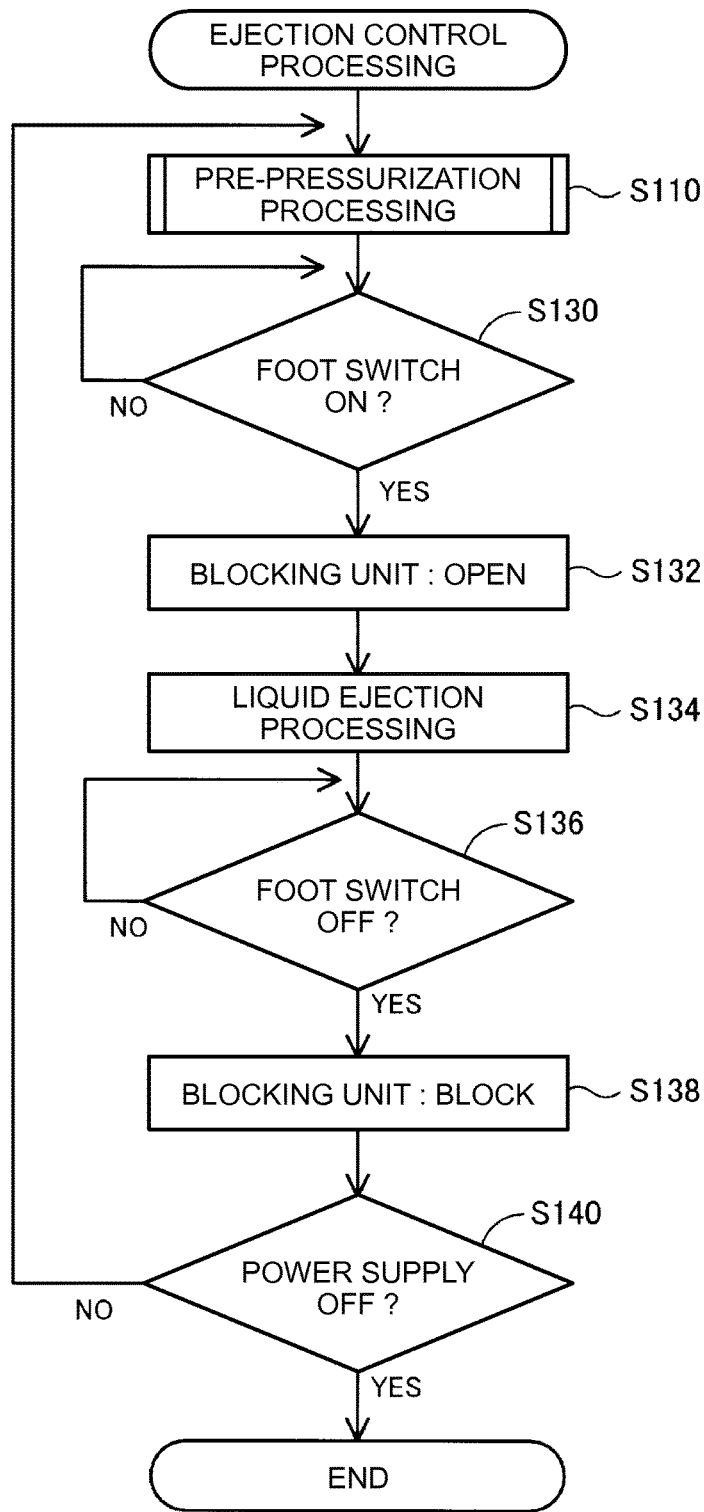 EJECTION CONTROL
PROCESSING
PRE-PRESSURIZATION
PROCESSING
S110
S130
FOOT SWITCH
ON ?
NO
YES
BLOCKING UNIT : OPEN
S132
LIQUID EJECTION
PROCESSING
S134
S136
FOOT SWITCH
OFF ?
NO
YES
BLOCKING UNIT : BLOCK
S138
S140
POWER SUPPLY
OFF ?
NO
YES
END